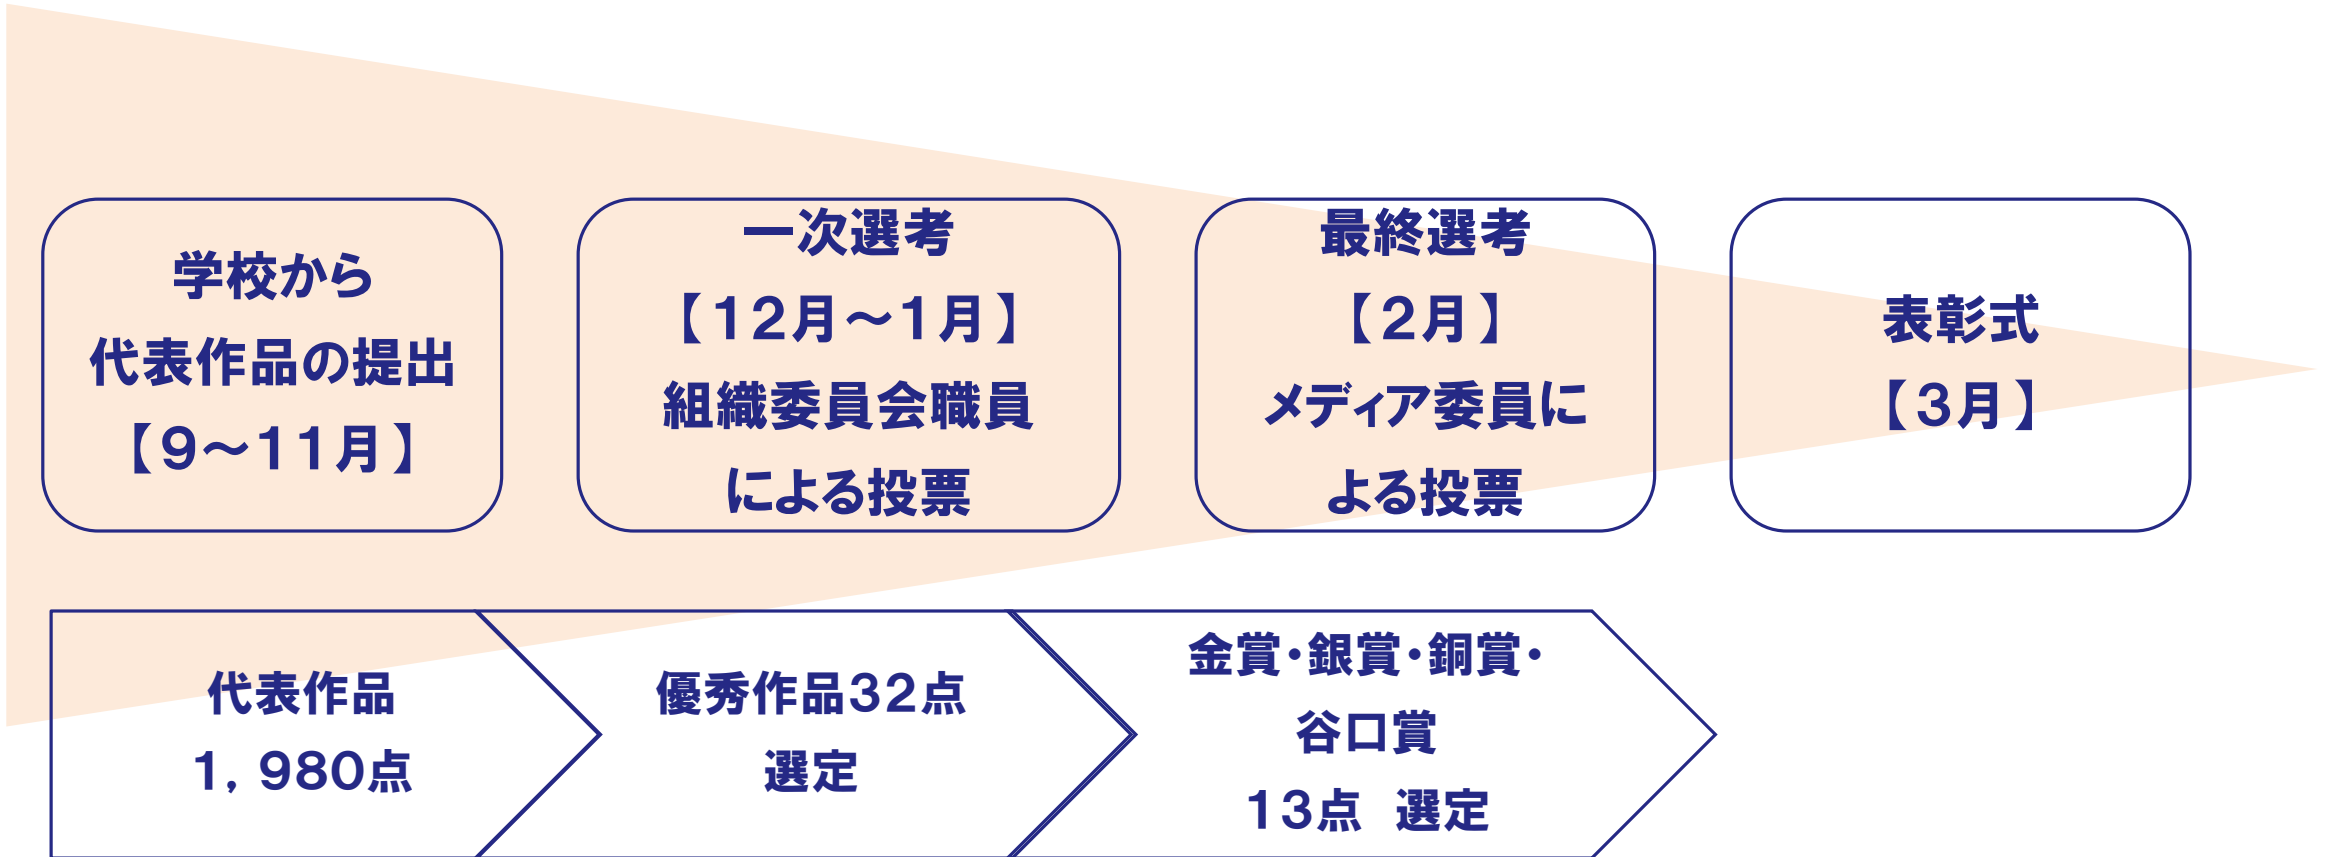 学校から
代表作品の提出
【９～１１月】
一次選考
【１２月～１月】
組織委員会職員
による投票
最終選考
【２月】
メディア委員に
よる投票
表彰式
【３月】
代表作品
１，９８０点
優秀作品３２点
選定
金賞・銀賞・銅賞・
谷口賞
１３点　選定